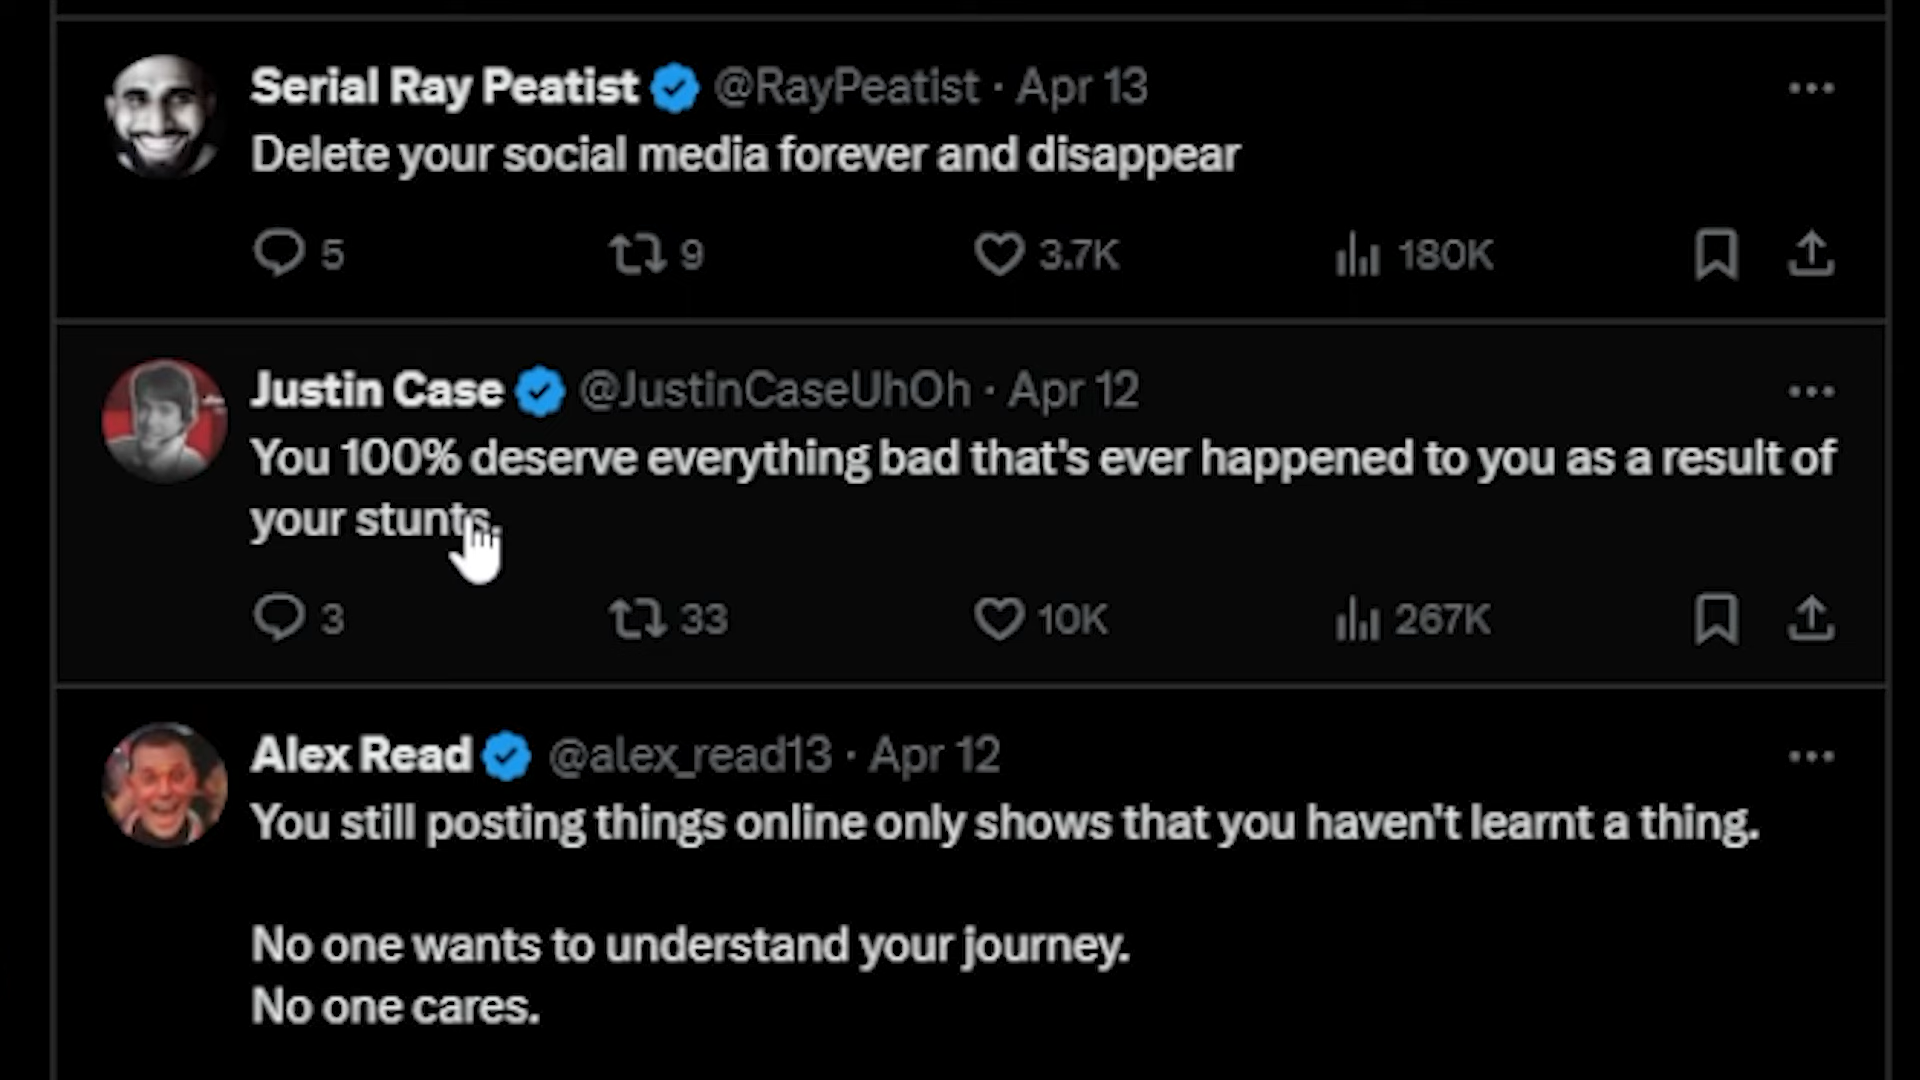 Serial Ray Peatist @RayPeatist · Apr 13
Delete your social media forever and disappear
5 9 3.7K 180K
Justin Case @JustinCaseUhOh · Apr 12
You 100% deserve everything bad that's ever happened to you as a result of
your stunts.
3 33 10K 267K
Alex Read @alex_read13 · Apr 12
You still posting things online only shows that you haven't learnt a thing.
No one wants to understand your journey.
No one cares.